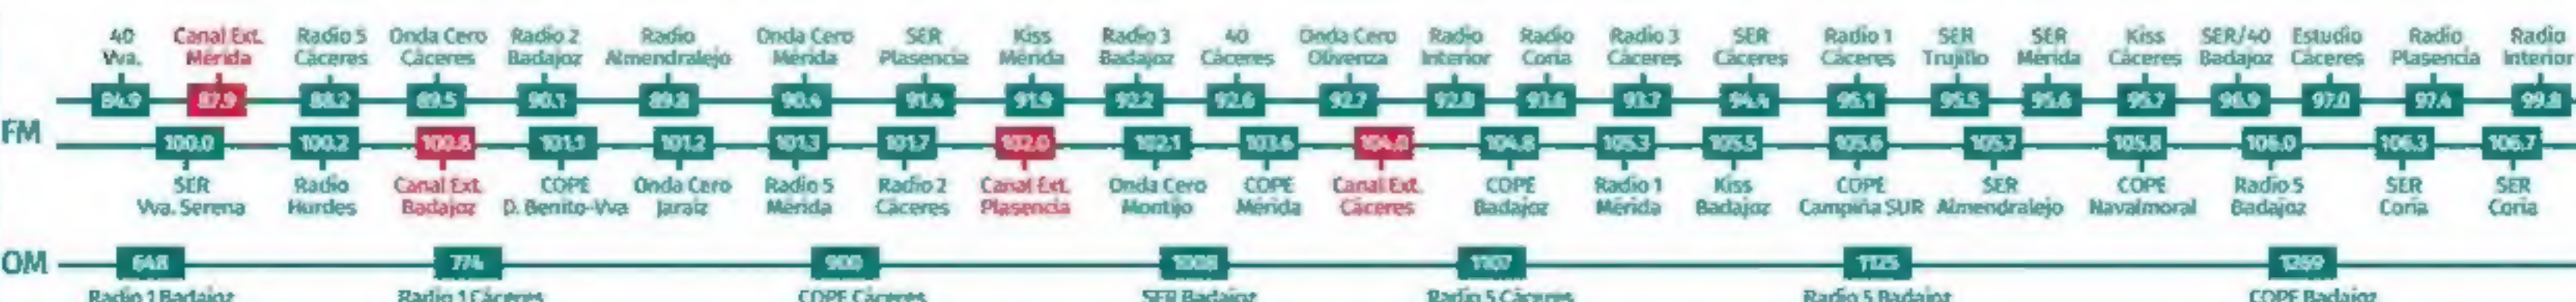 40 Canal Ext. Radio 5 Onda Cero Radio 2 Radio Onda Cero SER Kiss Radio 3 40 Onda Cero Radio Radio Radio 3 SER Radio 1 SER SER Kiss SER/40 Estudio Radio Radio
Vva. Mérida Cáceres Cáceres Badajoz Almendralejo Mérida Plasencia Mérida Badajoz Cáceres Olivenza Interior Coria Cáceres Cáceres Cáceres Trujillo Mérida Cáceres Badajoz Cáceres Plasencia Interior
84.9 87.9 88.2 89.5 90.1 89.8 90.4 91.4 91.9 92.2 92.6 92.7 92.8 93.6 93.7 94.4 95.1 95.5 95.6 95.7 96.9 97.0 97.4 99.8
FM
100.0 100.2 100.8 101.1 101.2 101.3 101.7 102.0 102.1 103.6 104.0 104.8 105.3 105.5 105.6 105.7 105.8 106.0 106.3 106.7
SER Radio Canal Ext. COPE Onda Cero Radio 5 Radio 2 Canal Ext. Onda Cero COPE Canal Ext. COPE Radio 1 Kiss COPE SER COPE Radio 5 SER SER
Vva. Serena Hurdes Badajoz D. Benito-Vva Jaraiz Mérida Cáceres Plasencia Montijo Mérida Cáceres Badajoz Mérida Badajoz Campiña SUR Almendralejo Navalmoral Badajoz Coria Coria
OM 648 774 900 1008 1107 1125 1269
Radio 1 Badajoz Radio 1 Cáceres COPE Cáceres SER Badajoz Radio 5 Cáceres Radio 5 Badajoz COPE Badajoz